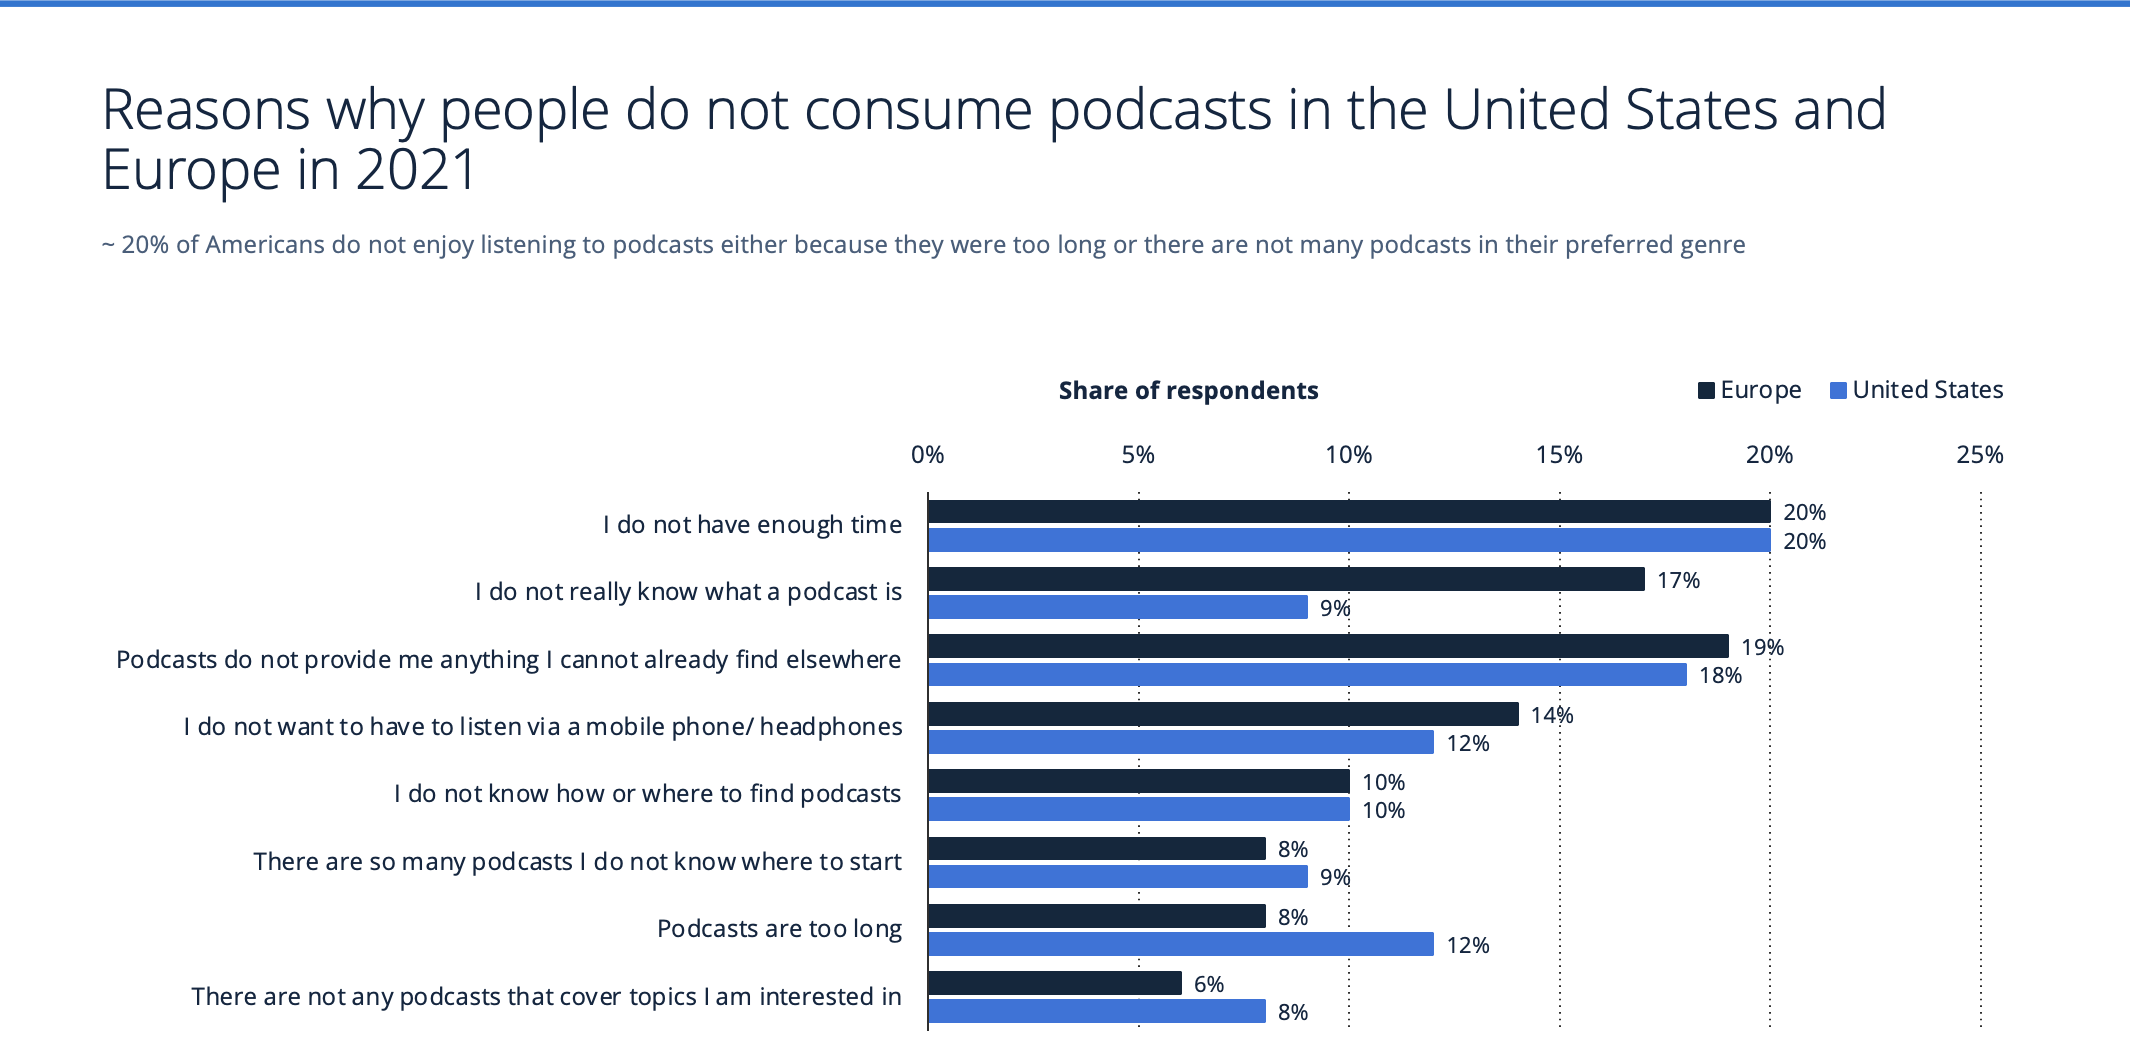 Reasons why people do not consume podcasts in the United States and
Europe in 2021
~ 20% of Americans do not enjoy listening to podcasts either because they were too long or there are not many podcasts in their preferred genre
Share of respondents
Europe
United States
0% 5% 10% 15% 20% 25%
I do not have enough time
20%
20%
I do not really know what a podcast is
17%
9%
Podcasts do not provide me anything I cannot already find elsewhere
19%
18%
I do not want to have to listen via a mobile phone/ headphones
14%
12%
I do not know how or where to find podcasts
10%
10%
There are so many podcasts I do not know where to start
8%
9%
Podcasts are too long
8%
12%
There are not any podcasts that cover topics I am interested in
6%
8%